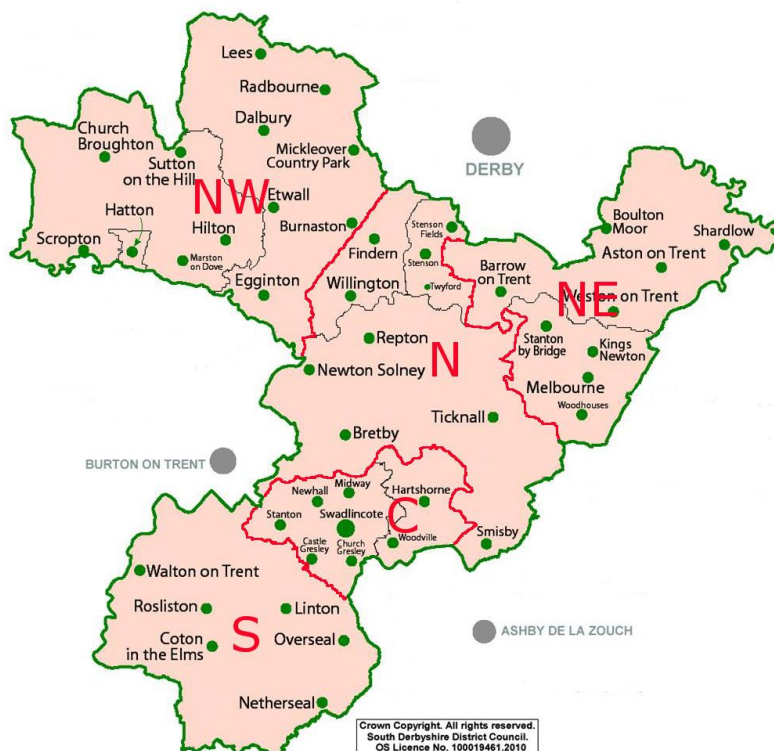 Lees
Radbourne
Dalbury
Church
Broughton
Mickleover
Country Park
Sutton
on the Hill
DERBY
NW
Etwall
Hatton
Burnaston
Hilton
Scropton
Marston
on Dove
Egginton
Findern
Willington
Stenson
Fields
Stenson
Twyford
Boulton
Moor
Shardlow
Aston on Trent
Barrow
on Trent
NE
Weston on Trent
Stanton
by Bridge
Kings
Newton
Melbourne
Woodhouses
Repton
N
Newton Solney
Ticknall
Bretby
BURTON ON TRENT
Midway
Newhall
Hartshorne
Stanton
Swadlincote
C
Castle
Gresley
Church
Gresley
Woodville
Smisby
Walton on Trent
Rosliston
Linton
S
Coton
in the Elms
Overseal
ASHBY DE LA ZOUCH
Netherseal
Crown Copyright. All rights reserved.
South Derbyshire District Council.
OS Licence No. 100019461.2010